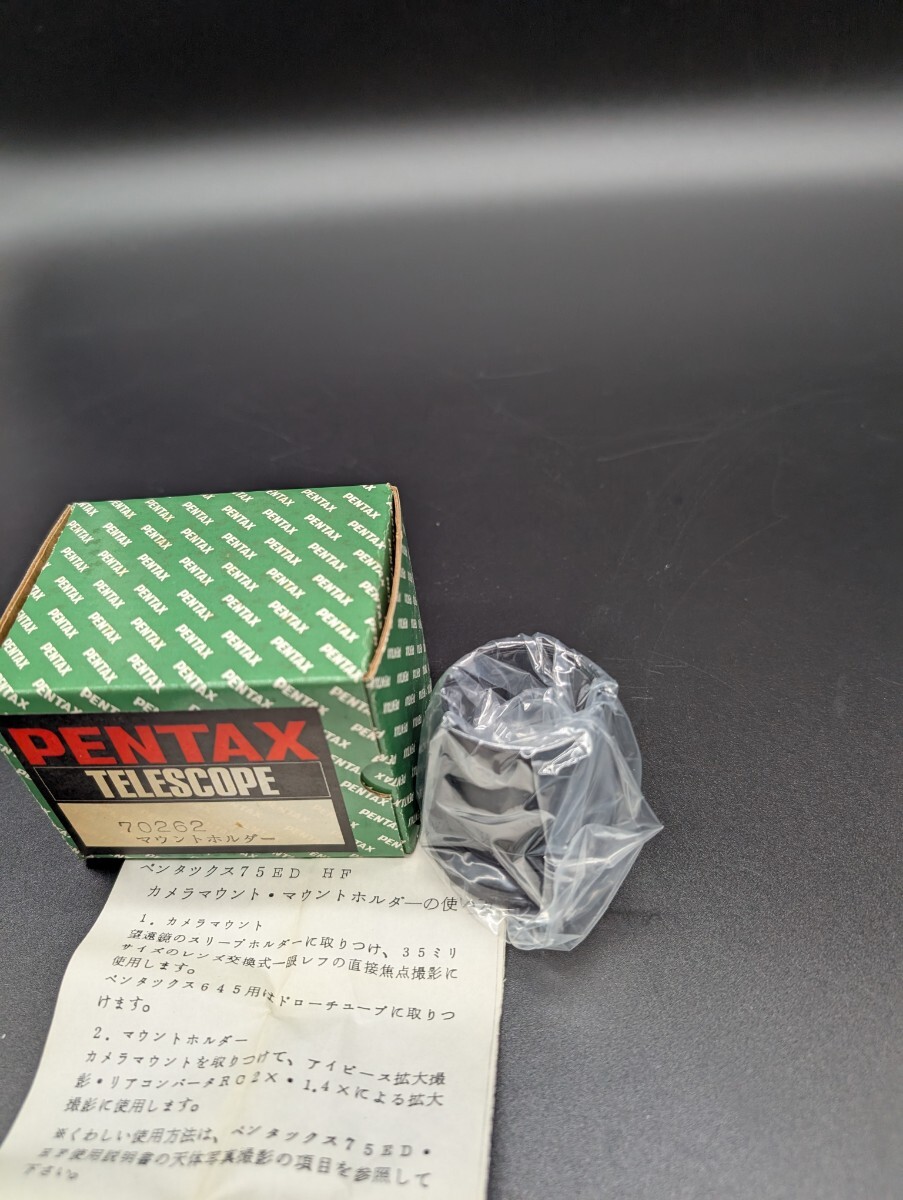 PENTAX
TELESCOPE
70262
マウントホルダー
ペンタックス75ED HF
カメラマウント・マウントホルダーの使
1. カメラマウント
望遠鏡のスリーブホルダーに取りつけ、35ミリ
サイズのレンズ交換式一眼レフの直接焦点撮影に
使用します。
ペンタックス645用はドローチューブに取りつ
けます。
2. マウントホルダー
カメラマウントを取りつけて、アイピース拡大撮
影・リアコンバータRC2×・1.4×による拡大
撮影に使用します。
※くわしい使用方法は、ペンタックス75ED・
HF使用説明書の天体写真撮影の項目を参照して
下さい。